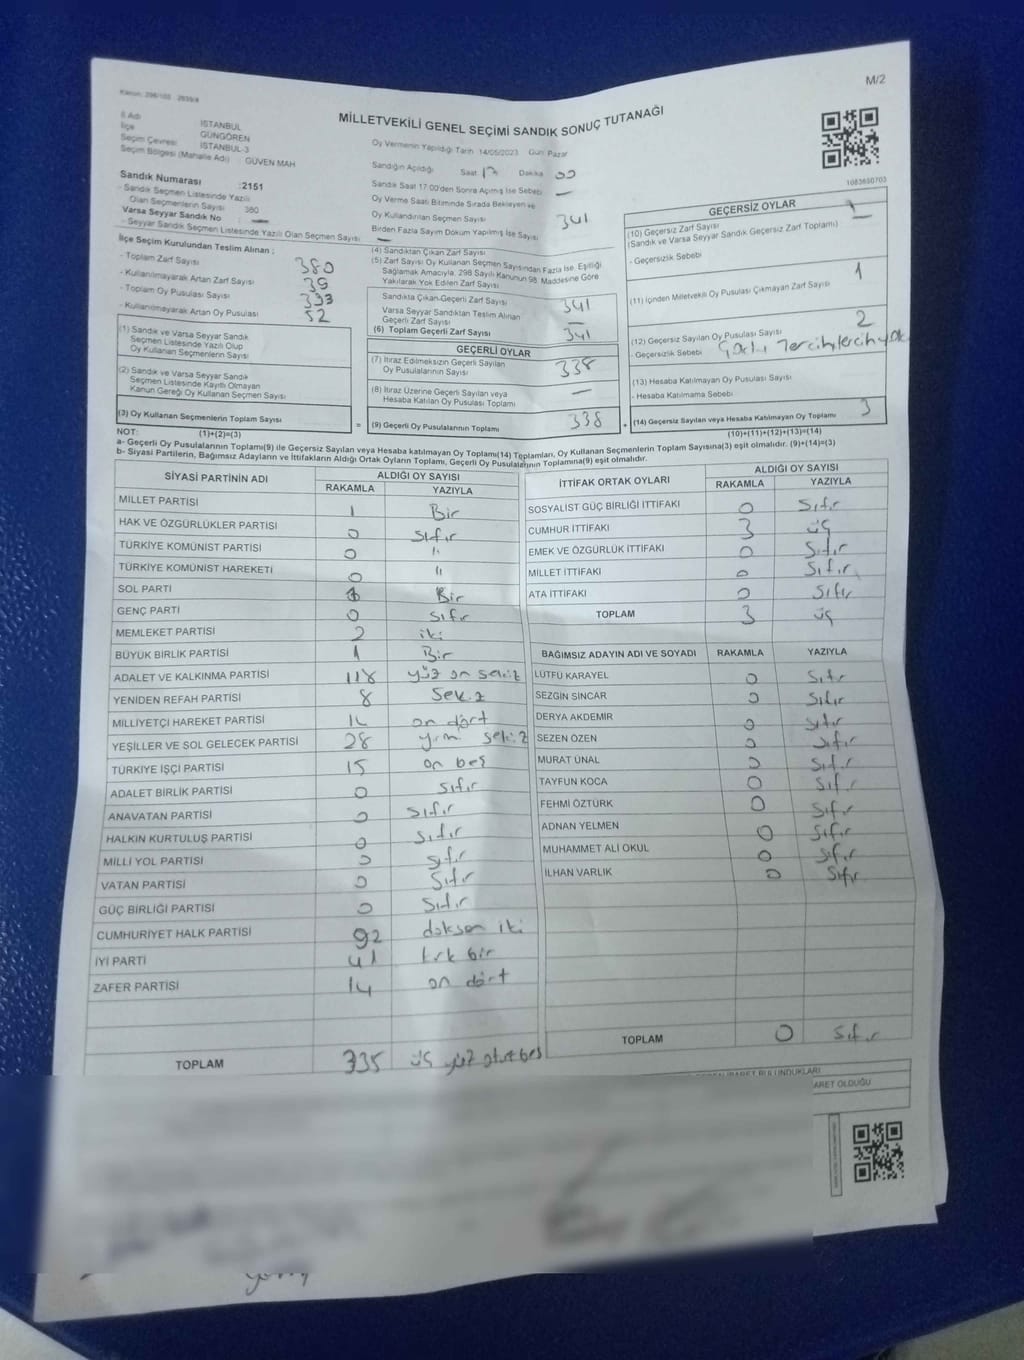 M/2
MİLLETVEKİLİ GENEL SEÇİMİ SANDIK SONUÇ TUTANAĞI
İl Adı İSTANBUL
İlçe GÜNGÖREN
Seçim Çevresi İSTANBUL-3
Seçim Bölgesi (Mahalle Adı) : GÜVEN MAH
Sandık Numarası :2151
- Sandık Seçmen Listesinde Yazılı
Olan Seçmenlerin Sayısı 380
Varsa Seyyar Sandık No : —
- Seyyar Sandık Seçmen Listesinde Yazılı Olan Seçmen Sayısı —
Oy Vermenin Yapıldığı Tarih 14/05/2023 Gün: Pazar
Sandığın Açıldığı Saat 17 Dakika 00
Sandık Saat 17.00'den Sonra Açılmış İse Sebebi —
Oy Verme Saati Bitiminde Sırada Bekleyen ve
Oy Kullandırılan Seçmen Sayısı 341
Birden Fazla Sayım Döküm Yapılmış İse Sayısı
1083690703
İlçe Seçim Kurulundan Teslim Alınan ;
- Toplam Zarf Sayısı 380
- Kullanılmayarak Artan Zarf Sayısı 39
- Toplam Oy Pusulası Sayısı 333
- Kullanılmayarak Artan Oy Pusulası 52
(1) Sandık ve Varsa Seyyar Sandık
Seçmen Listesinde Yazılı Olup
Oy Kullanan Seçmenlerin Sayısı
(2) Sandık ve Varsa Seyyar Sandık
Seçmen Listesinde Kayıtlı Olmayan
Kanun Gereği Oy Kullanan Seçmen Sayısı
(3) Oy Kullanan Seçmenlerin Toplam Sayısı
(4) Sandıktan Çıkan Zarf Sayısı
(5) Zarf Sayısı Oy Kullanan Seçmen Sayısından Fazla İse, Eşitliği
Sağlamak Amacıyla, 298 Sayılı Kanunun 98. Maddesine Göre
Yakılarak Yok Edilen Zarf Sayısı
Sandıkta Çıkan Geçerli Zarf Sayısı 341
Varsa Seyyar Sandıktan Teslim Alınan
Geçerli Zarf Sayısı —
(6) Toplam Geçerli Zarf Sayısı 341
GEÇERLİ OYLAR
(7) İtiraz Edilmeksizin Geçerli Sayılan
Oy Pusulalarının Sayısı 338
(8) İtiraz Üzerine Geçerli Sayılan veya
Hesaba Katılan Oy Pusulası Toplamı —
= (9) Geçerli Oy Pusulalarının Toplamı 338
GEÇERSİZ OYLAR
(10) Geçersiz Zarf Sayısı
(Sandık ve Varsa Seyyar Sandık Geçersiz Zarf Toplamı)
- Geçersizlik Sebebi
(11) İçinden Milletvekili Oy Pusulası Çıkmayan Zarf Sayısı 1
(12) Geçersiz Sayılan Oy Pusulası Sayısı 2
- Geçersizlik Sebebi
(13) Hesaba Katılmayan Oy Pusulası Sayısı
- Hesaba Katılmama Sebebi
+ (14) Geçersiz Sayılan veya Hesaba Katılmayan Oy Toplamı 3
NOT: (1)+(2)=(3) (10)+(11)+(12)+(13)=(14)
a- Geçerli Oy Pusulalarının Toplamı(9) ile Geçersiz Sayılan veya Hesaba katılmayan Oy Toplamı(14) Toplamları, Oy Kullanan Seçmenlerin Toplam Sayısına(3) eşit olmalıdır. (9)+(14)=(3)
b- Siyasi Partilerin, Bağımsız Adayların ve İttifakların Aldığı Oyların Toplamı, Geçerli Oy Pusulalarının Toplamına(9) eşit olmalıdır.
SİYASİ PARTİNİN ADI ALDIĞI OY SAYISI
RAKAMLA YAZIYLA
MİLLET PARTİSİ 1 Bir
HAK VE ÖZGÜRLÜKLER PARTİSİ 0 Sıfır
TÜRKİYE KOMÜNİST PARTİSİ 0 "
TÜRKİYE KOMÜNİST HAREKETİ 0 "
SOL PARTİ 1 Bir
GENÇ PARTİ 0 Sıfır
MEMLEKET PARTİSİ 2 iki
BÜYÜK BİRLİK PARTİSİ 1 Bir
ADALET VE KALKINMA PARTİSİ 118 yüz on sekiz
YENİDEN REFAH PARTİSİ 8 Sekiz
MİLLİYETÇİ HAREKET PARTİSİ 14 on dört
YEŞİLLER VE SOL GELECEK PARTİSİ 28 yirmi sekiz
TÜRKİYE İŞÇİ PARTİSİ 15 on beş
ADALET BİRLİK PARTİSİ 0 Sıfır
ANAVATAN PARTİSİ 0 Sıfır
HALKIN KURTULUŞ PARTİSİ 0 Sıfır
MİLLİ YOL PARTİSİ 0 Sıfır
VATAN PARTİSİ 0 Sıfır
GÜÇ BİRLİĞİ PARTİSİ 0 Sıfır
CUMHURİYET HALK PARTİSİ 92 doksan iki
İYİ PARTİ 41 kırk bir
ZAFER PARTİSİ 14 on dört
TOPLAM 335 üç yüz otuz beş
İTTİFAK ORTAK OYLARI ALDIĞI OY SAYISI
RAKAMLA YAZIYLA
SOSYALİST GÜÇ BİRLİĞİ İTTİFAKI 0 Sıfır
CUMHUR İTTİFAKI 3 üç
EMEK VE ÖZGÜRLÜK İTTİFAKI 0 Sıfır
MİLLET İTTİFAKI 0 Sıfır
ATA İTTİFAKI 0 Sıfır
TOPLAM 3 üç
BAĞIMSIZ ADAYIN ADI VE SOYADI RAKAMLA YAZIYLA
LÜTFÜ KARAYEL 0 Sıfır
SEZGİN SİNCAR 0 Sıfır
DERYA AKDEMİR 0 Sıfır
SEZEN ÖZEN 0 Sıfır
MURAT ÜNAL 0 Sıfır
TAYFUN KOCA 0 Sıfır
FEHMİ ÖZTÜRK 0 Sıfır
ADNAN YELMEN 0 Sıfır
MUHAMMET ALİ OKUL 0 Sıfır
İLHAN VARLIK 0 Sıfır
TOPLAM 0 Sıfır
BULUNDUKLARI
ARET OLDUĞU